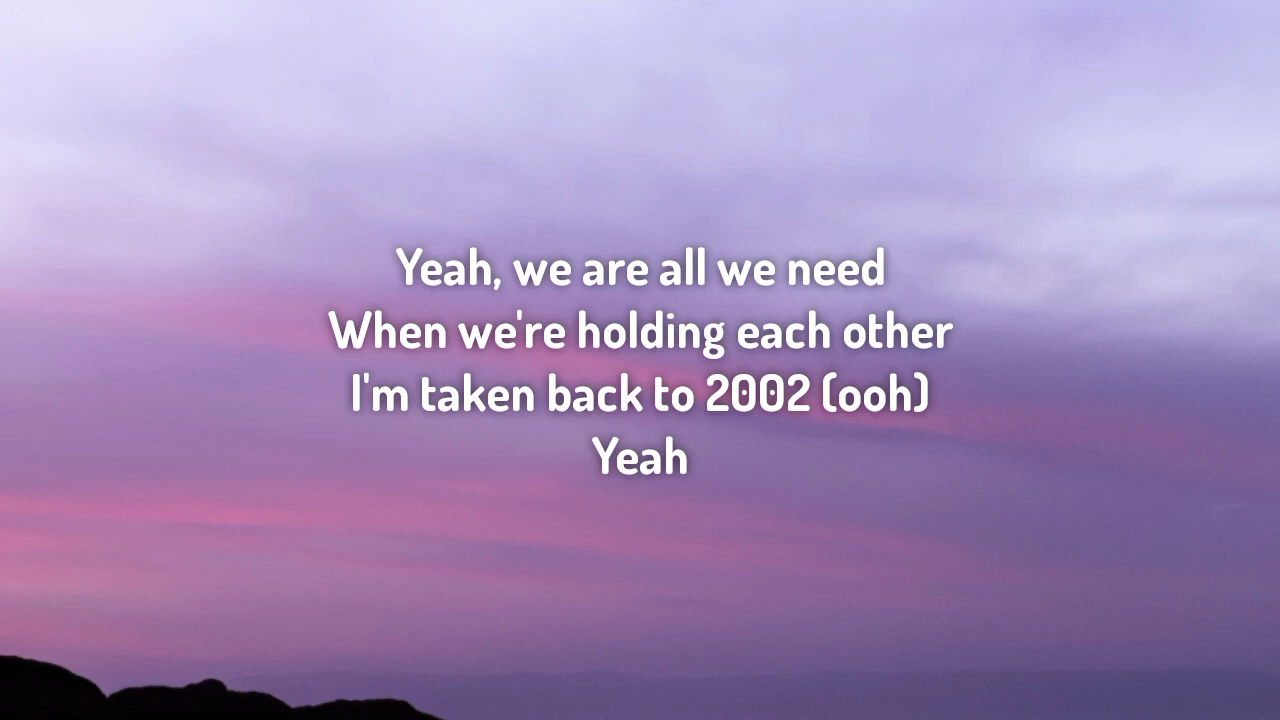 Yeah, we are all we need
When we're holding each other
I'm taken back to 2002 (ooh)
Yeah